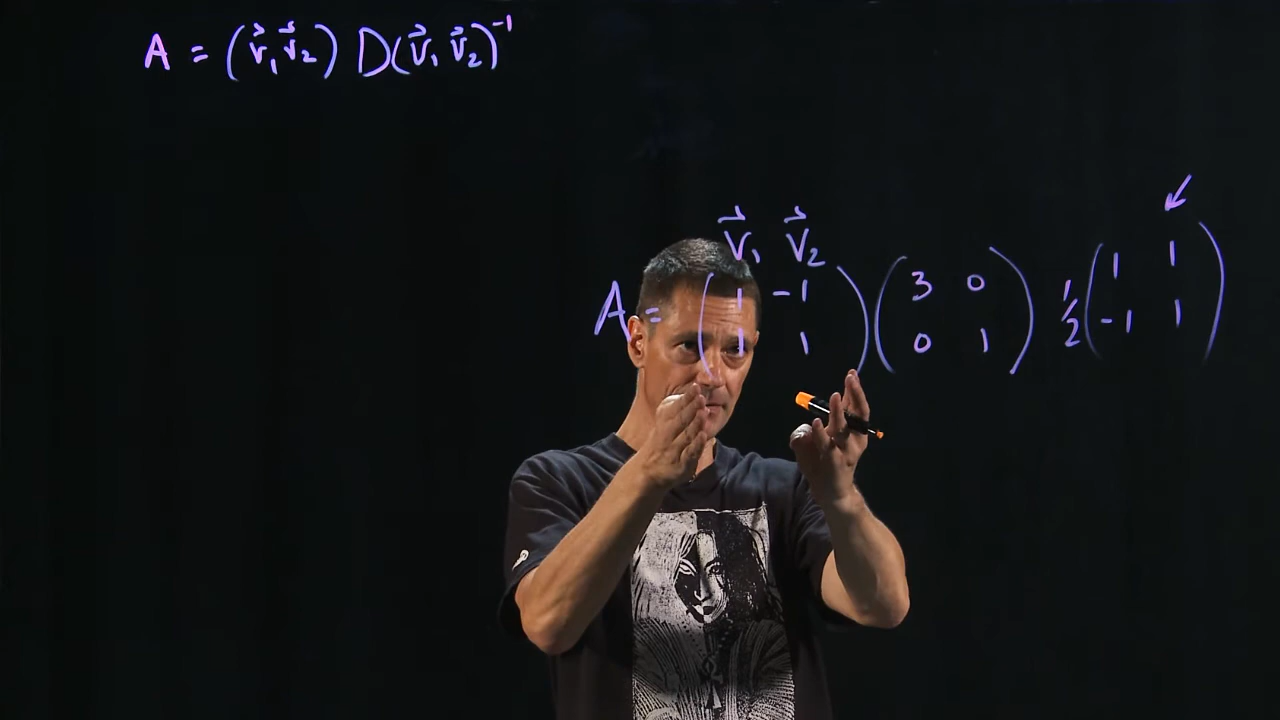 A = (v⃗₁ v⃗₂) D (v⃗₁ v⃗₂)⁻¹
v⃗₁ v⃗₂
A = ( 1 -1 ) ( 3 0 ) 1/2 ( 1 1 )
( 1 1 ) ( 0 1 ) ( -1 1 )